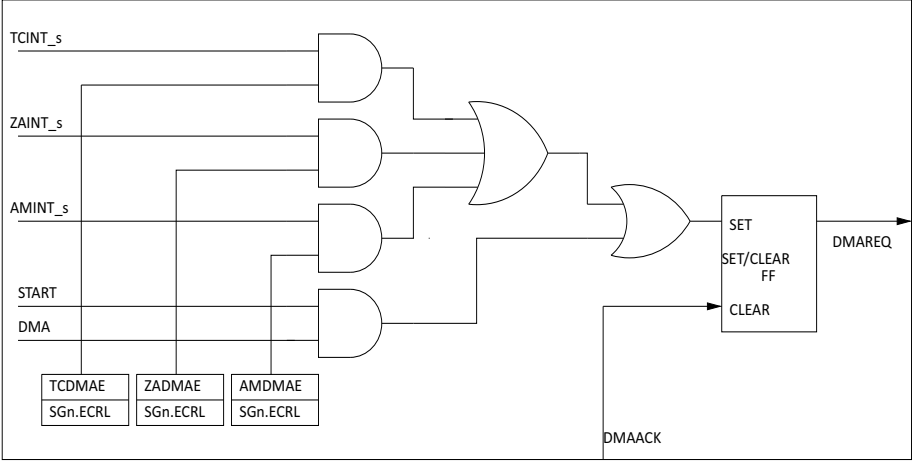 TCINT_s
ZAINT_s
AMINT_s
START
DMA
SET
SET/CLEAR
FF
CLEAR
DMAREQ
TCDMAE
SGn.ECRL
ZADMAE
SGn.ECRL
AMDMAE
SGn.ECRL
DMAACK